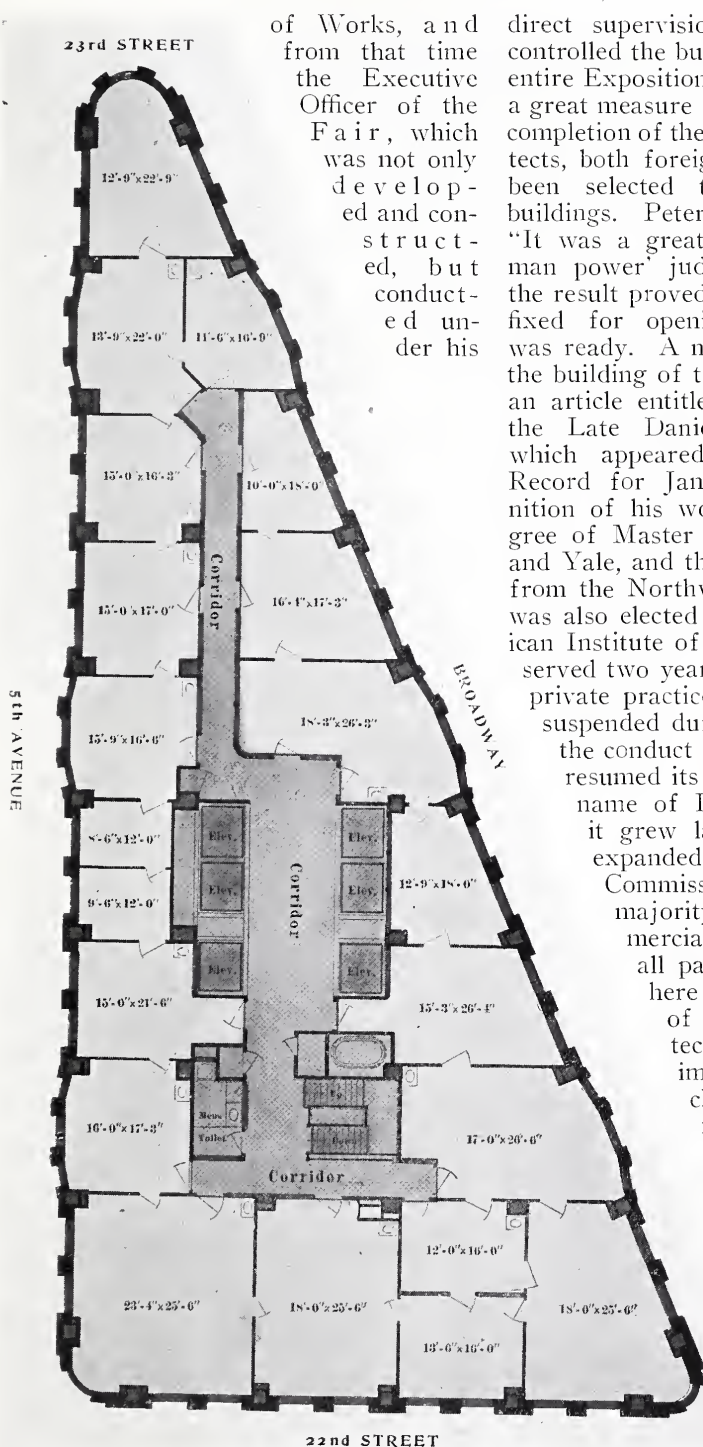 of Works, and
from that time
the Executive
Officer of the
Fair, which
was not only
develop-
ed and con-
struct-
ed, but
conduct-
ed un-
der his
direct supervisio
controlled the bu
entire Exposition
a great measure
completion of the
tects, both foreig
been selected t
buildings. Peter
"It was a great
man power' jud
the result proved
fixed for openi
was ready. A n
the building of t
an article entitle
the Late Danie
which appeared
Record for Jan
nition of his wo
gree of Master
and Yale, and th
from the Northw
was also elected
ican Institute of
served two year
private practic
suspended du
the conduct
resumed its
name of
it grew la
expanded
Commiss
majority
mercia
all pa
here
of
tec
im
cl
23rd STREET
12'-9"x22'-9"
13'-9"x22'-0"
11'-6"x16'-9"
15'-0"x16'-3"
10'-0"x18'-0"
Corridor
15'-0"x17'-0"
16'-4"x17'-3"
BROADWAY
15'-9"x16'-6"
18'-3"x26'-3"
5th AVENUE
8'-6"x12'-0"
Elev.
Elev.
9'-6"x12'-0"
Elev.
Elev.
Corridor
12'-9"x18'-0"
Elev.
Elev.
15'-0"x21'-6"
15'-3"x26'-4"
16'-0"x17'-3"
Mens
Toilet
Up
Down
17'-0"x26'-6"
Corridor
12'-0"x16'-0"
23'-4"x25'-6"
18'-0"x25'-6"
13'-6"x16'-0"
18'-0"x25'-6"
22nd STREET